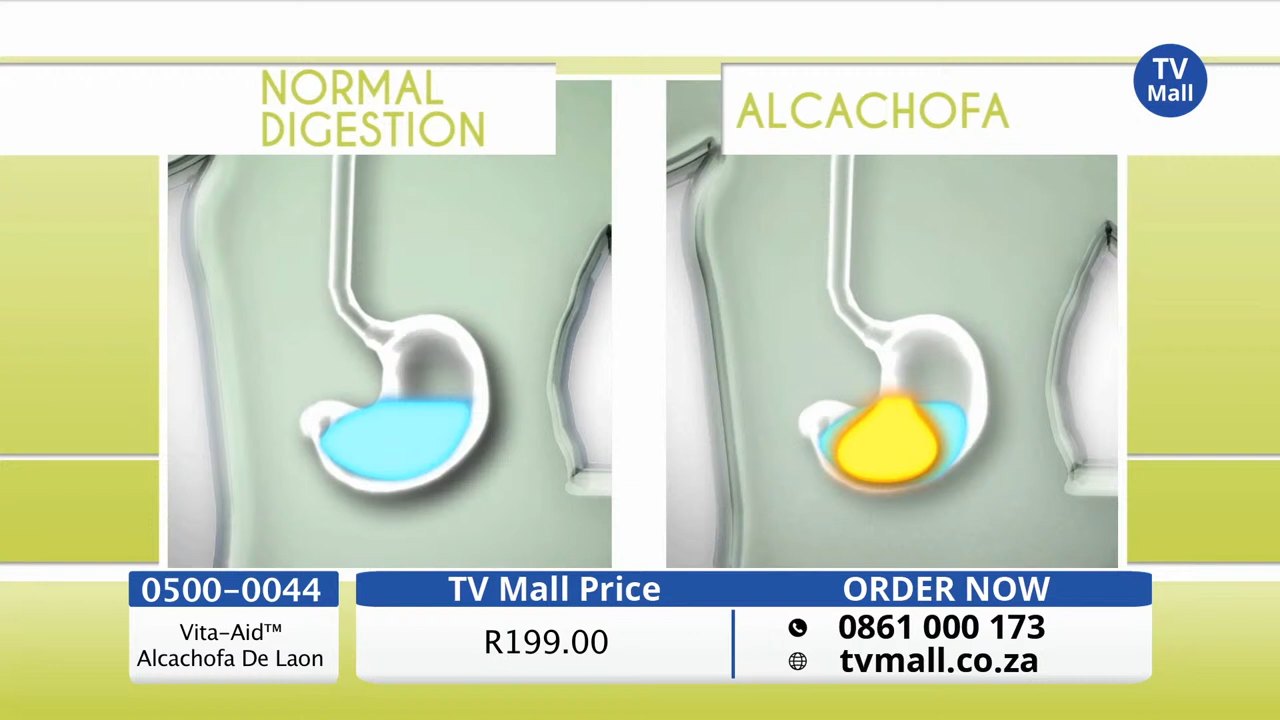 NORMAL
DIGESTION
ALCACHOFA
TV
Mall
0500-0044
Vita-Aid™
Alcachofa De Laon
TV Mall Price
R199.00
ORDER NOW
0861 000 173
tvmall.co.za